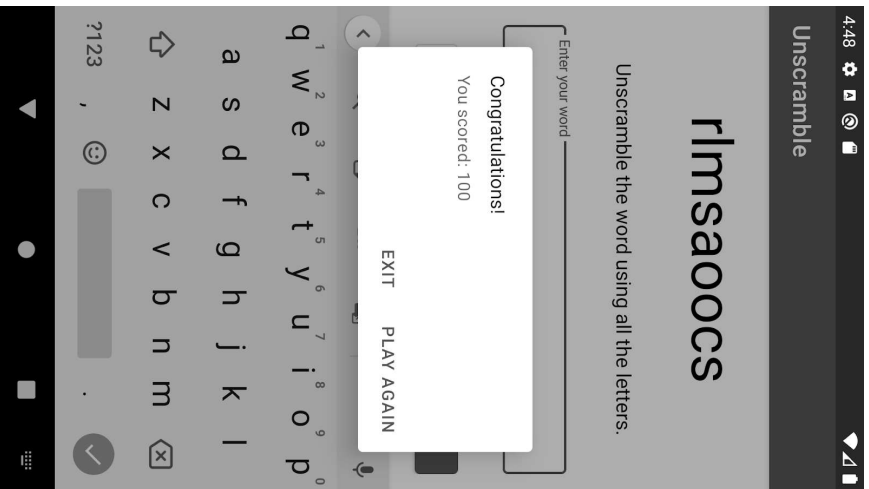 4:48
Unscramble
rlmsaoocs
Unscramble the word using all the letters.
Enter your word
Congratulations!
You scored: 100
EXIT PLAY AGAIN
1 2 3 4 5 6 7 8 9 0
q w e r t y u i o p
a s d f g h j k l
z x c v b n m
?123 , .